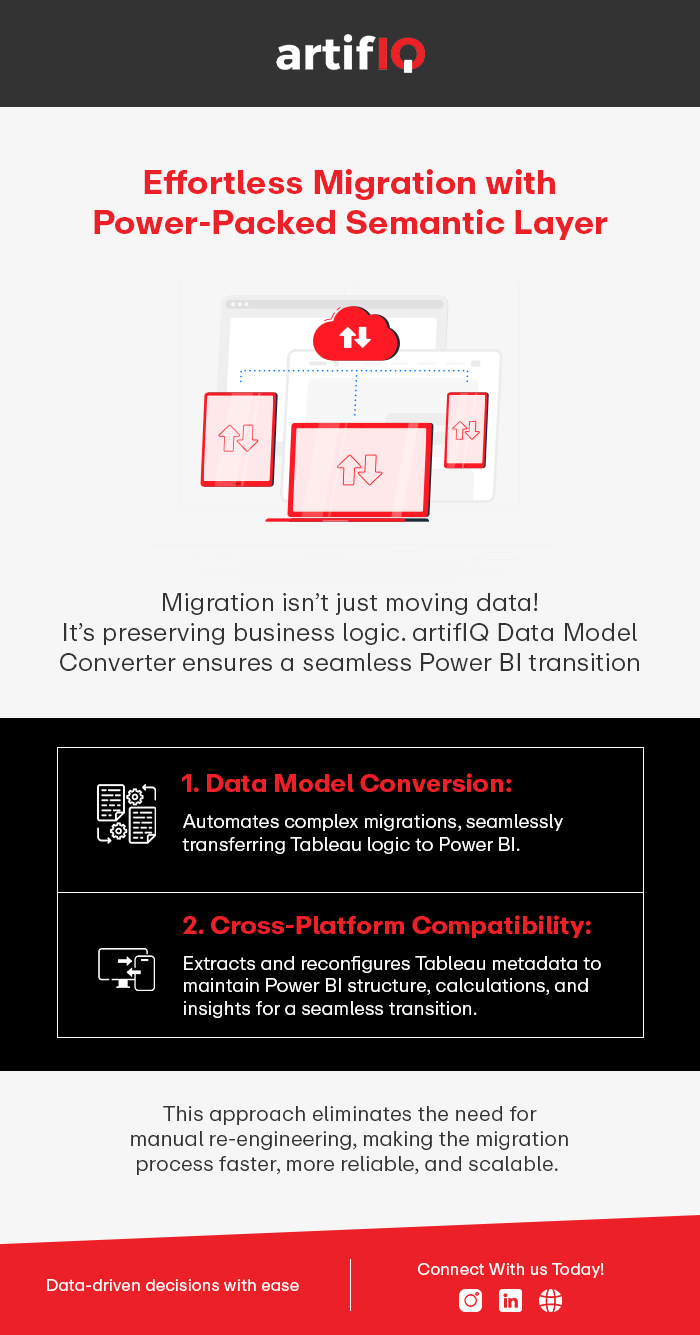 artifIQ
Effortless Migration with
Power-Packed Semantic Layer
Migration isn’t just moving data!
It’s preserving business logic. artifIQ Data Model
Converter ensures a seamless Power BI transition
1. Data Model Conversion:
Automates complex migrations, seamlessly
transferring Tableau logic to Power BI.
2. Cross-Platform Compatibility:
Extracts and reconfigures Tableau metadata to
maintain Power BI structure, calculations, and
insights for a seamless transition.
This approach eliminates the need for
manual re-engineering, making the migration
process faster, more reliable, and scalable.
Data-driven decisions with ease
Connect With us Today!
in